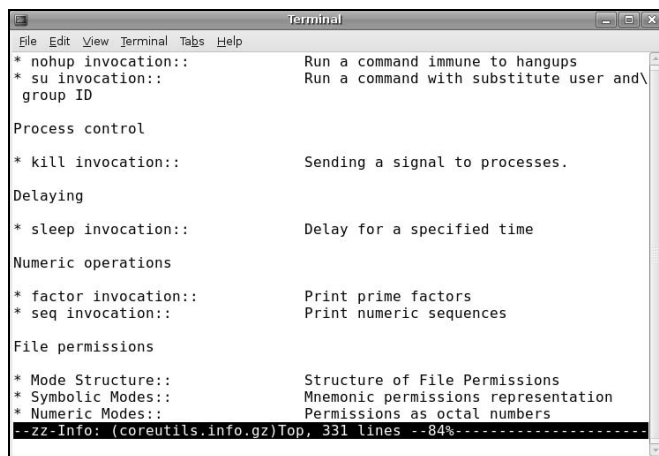 Terminal
File Edit View Terminal Tabs Help
* nohup invocation:: Run a command immune to hangups
* su invocation:: Run a command with substitute user and\
group ID
Process control
* kill invocation:: Sending a signal to processes.
Delaying
* sleep invocation:: Delay for a specified time
Numeric operations
* factor invocation:: Print prime factors
* seq invocation:: Print numeric sequences
File permissions
* Mode Structure:: Structure of File Permissions
* Symbolic Modes:: Mnemonic permissions representation
* Numeric Modes:: Permissions as octal numbers
--zz-Info: (coreutils.info.gz)Top, 331 lines --84%----------------------